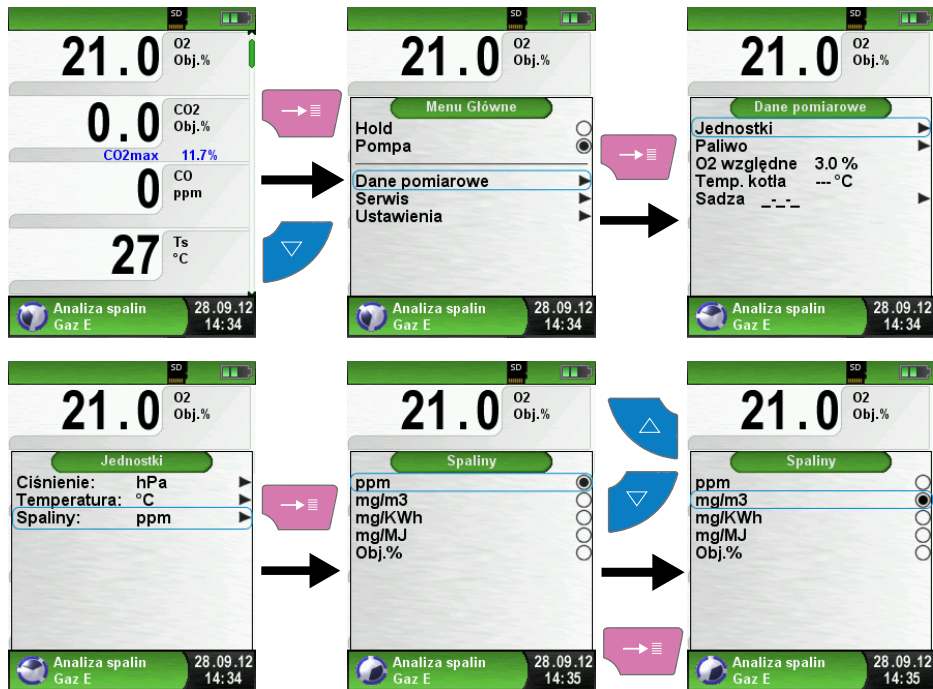 SD
21.0 O2 Obj.%
0.0 CO2 Obj.%
CO2max 11.7%
0 CO ppm
27 Ts °C
Analiza spalin 28.09.12
Gaz E 14:34
SD
21.0 O2 Obj.%
Menu Główne
Hold
Pompa
Dane pomiarowe
Serwis
Ustawienia
Analiza spalin 28.09.12
Gaz E 14:34
SD
21.0 O2 Obj.%
Dane pomiarowe
Jednostki
Paliwo
O2 względne 3.0 %
Temp. kotła --- °C
Sadza _-_-_
Analiza spalin 28.09.12
Gaz E 14:34
SD
21.0 O2 Obj.%
Jednostki
Ciśnienie: hPa
Temperatura: °C
Spaliny: ppm
Analiza spalin 28.09.12
Gaz E 14:34
SD
21.0 O2 Obj.%
Spaliny
ppm
mg/m3
mg/KWh
mg/MJ
Obj.%
Analiza spalin 28.09.12
Gaz E 14:35
SD
21.0 O2 Obj.%
Spaliny
ppm
mg/m3
mg/KWh
mg/MJ
Obj.%
Analiza spalin 28.09.12
Gaz E 14:35